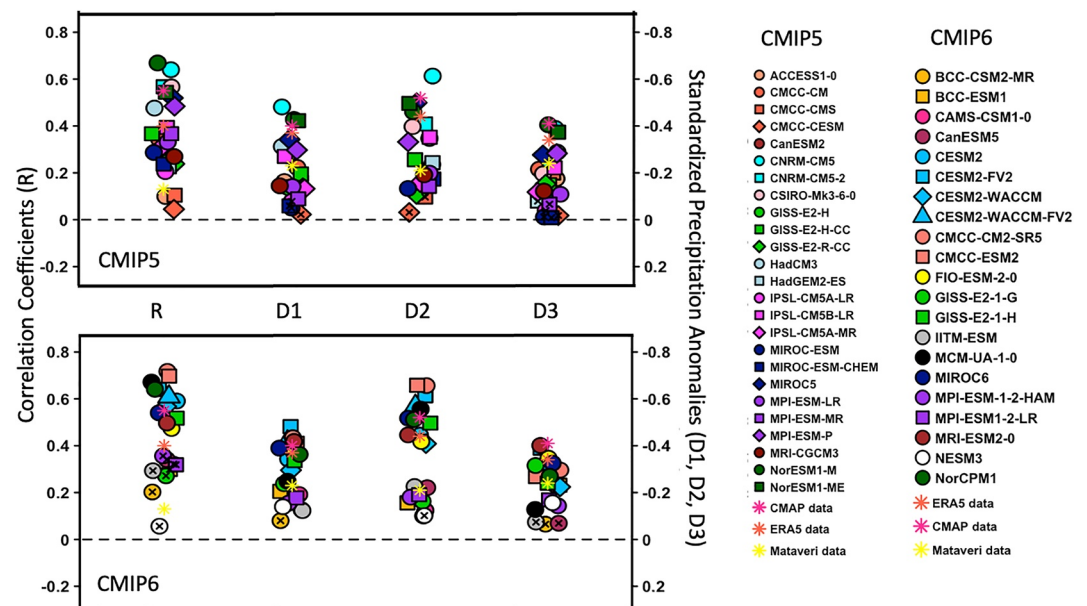 0.8
0.6
0.4
0.2
0
-0.2
-0.8
-0.6
-0.4
-0.2
0
0.2
CMIP5
R
D1
D2
D3
0.8
0.6
0.4
0.2
0
-0.2
-0.8
-0.6
-0.4
-0.2
0
0.2
CMIP6
Correlation Coefficients (R)
Standardized Precipitation Anomalies (D1, D2, D3)
CMIP5
ACCESS1-0
CMCC-CM
CMCC-CMS
CMCC-CESM
CanESM2
CNRM-CM5
CNRM-CM5-2
CSIRO-Mk3-6-0
GISS-E2-H
GISS-E2-H-CC
GISS-E2-R-CC
HadCM3
HadGEM2-ES
IPSL-CM5A-LR
IPSL-CM5B-LR
IPSL-CM5A-MR
MIROC-ESM
MIROC-ESM-CHEM
MIROC5
MPI-ESM-LR
MPI-ESM-MR
MPI-ESM-P
MRI-CGCM3
NorESM1-M
NorESM1-ME
CMAP data
ERA5 data
Mataveri data
CMIP6
BCC-CSM2-MR
BCC-ESM1
CAMS-CSM1-0
CanESM5
CESM2
CESM2-FV2
CESM2-WACCM
CESM2-WACCM-FV2
CMCC-CM2-SR5
CMCC-ESM2
FIO-ESM-2-0
GISS-E2-1-G
GISS-E2-1-H
IITM-ESM
MCM-UA-1-0
MIROC6
MPI-ESM-1-2-HAM
MPI-ESM1-2-LR
MRI-ESM2-0
NESM3
NorCPM1
ERA5 data
CMAP data
Mataveri data